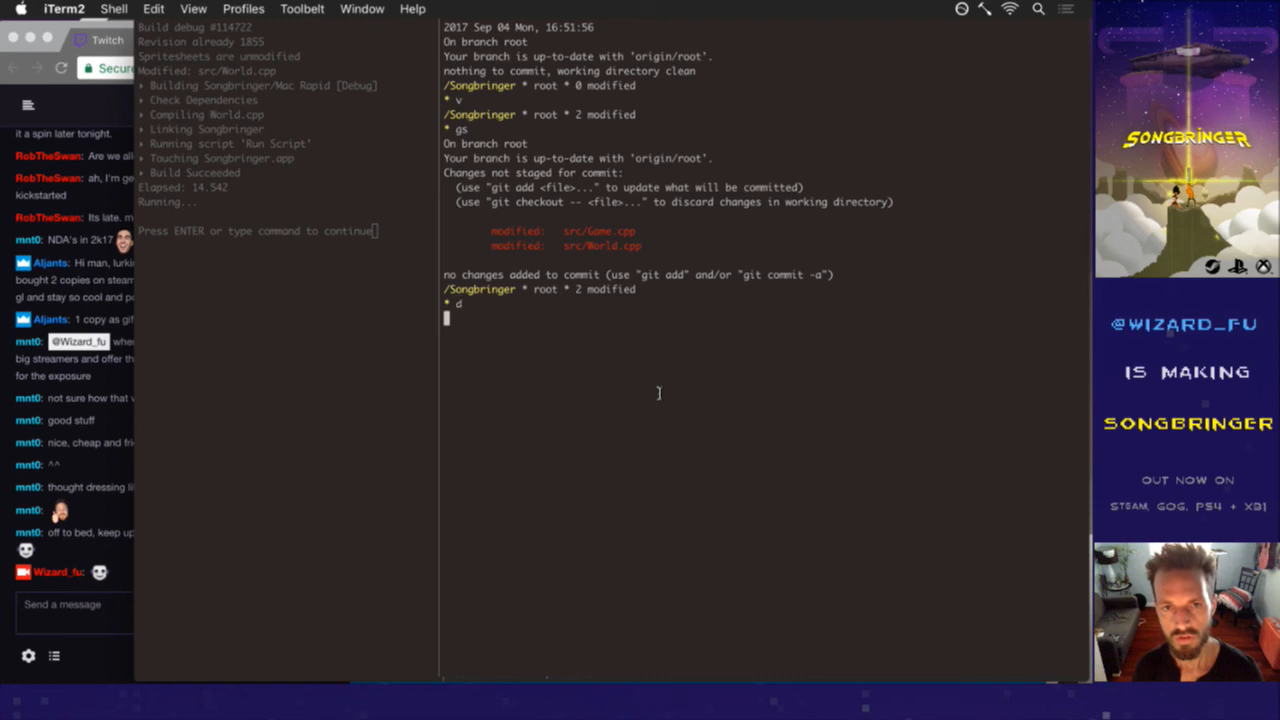 iTerm2 Shell Edit View Profiles Toolbelt Window Help
Twitch
Secure
it a spin later tonight.
RobTheSwan: Are we all
RobTheSwan: ah, I'm ge
kickstarted
RobTheSwan: Its late. m
mnt0: NDA's in 2k17
Aljants: Hi man, lurki
bought 2 copies on steam
gl and stay so cool and po
Aljants: 1 copy as gif
mnt0: @Wizard_fu whe
big streamers and offer th
for the exposure
mnt0: not sure how that
mnt0: good stuff
mnt0: nice, cheap and fri
mnt0: ^^
mnt0: thought dressing li
mnt0:
mnt0: off to bed, keep up
Wizard_fu:
Send a message
Build debug #114722
Revision already 1855
Spritesheets are unmodified
Modified: src/World.cpp
▸ Building Songbringer/Mac Rapid [Debug]
▸ Check Dependencies
▸ Compiling World.cpp
▸ Linking Songbringer
▸ Running script 'Run Script'
▸ Touching Songbringer.app
▸ Build Succeeded
Elapsed: 14.542
Running...
Press ENTER or type command to continue
2017 Sep 04 Mon, 16:51:56
On branch root
Your branch is up-to-date with 'origin/root'.
nothing to commit, working directory clean
/Songbringer * root * 0 modified
* v
/Songbringer * root * 2 modified
* gs
On branch root
Your branch is up-to-date with 'origin/root'.
Changes not staged for commit:
(use "git add <file>..." to update what will be committed)
(use "git checkout -- <file>..." to discard changes in working directory)
modified: src/Game.cpp
modified: src/World.cpp
no changes added to commit (use "git add" and/or "git commit -a")
/Songbringer * root * 2 modified
* d
SONGBRINGER
@WIZARD_FU
IS MAKING
SONGBRINGER
OUT NOW ON
STEAM, GOG, PS4 + XB1